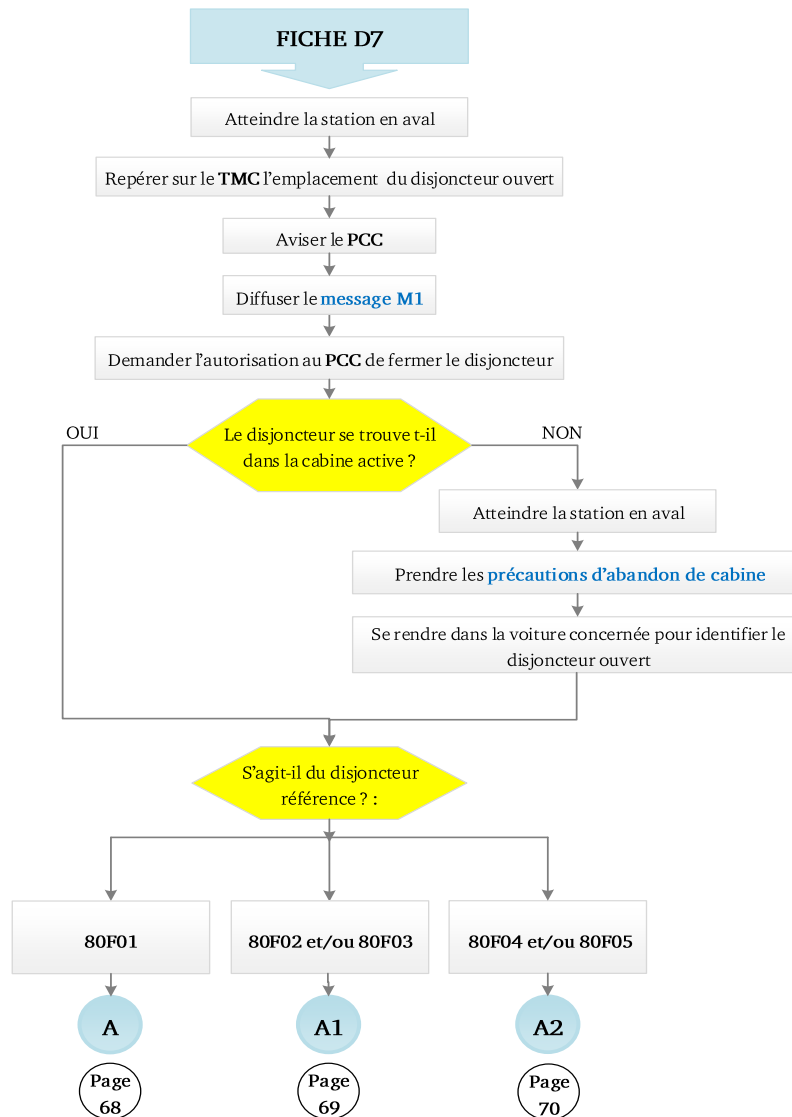 FICHE D7
Atteindre la station en aval
Repérer sur le TMC l'emplacement du disjoncteur ouvert
Aviser le PCC
Diffuser le message M1
Demander l'autorisation au PCC de fermer le disjoncteur
OUI
Le disjoncteur se trouve t-il
dans la cabine active ?
NON
Atteindre la station en aval
Prendre les précautions d'abandon de cabine
Se rendre dans la voiture concernée pour identifier le
disjoncteur ouvert
S'agit-il du disjoncteur
référence ? :
80F01
80F02 et/ou 80F03
80F04 et/ou 80F05
A
A1
A2
Page
68
Page
69
Page
70